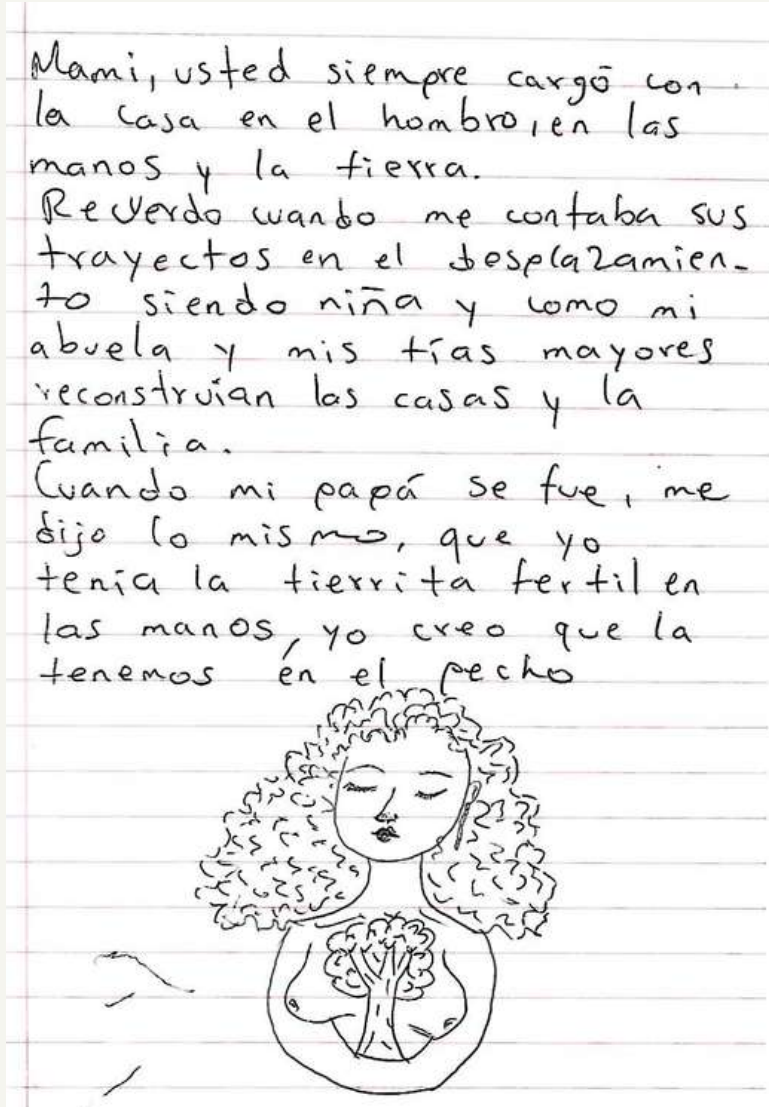 Mami, usted siempre cargó con
la casa en el hombro, en las
manos y la tierra.
Recuerdo cuando me contaba sus
trayectos en el desplazamien-
to siendo niña y como mi
abuela y mis tías mayores
reconstruian las casas y la
familia.
Cuando mi papá se fue, me
dijo lo mismo, que yo
tenia la tierrita fertil en
las manos, yo creo que la
tenemos en el pecho